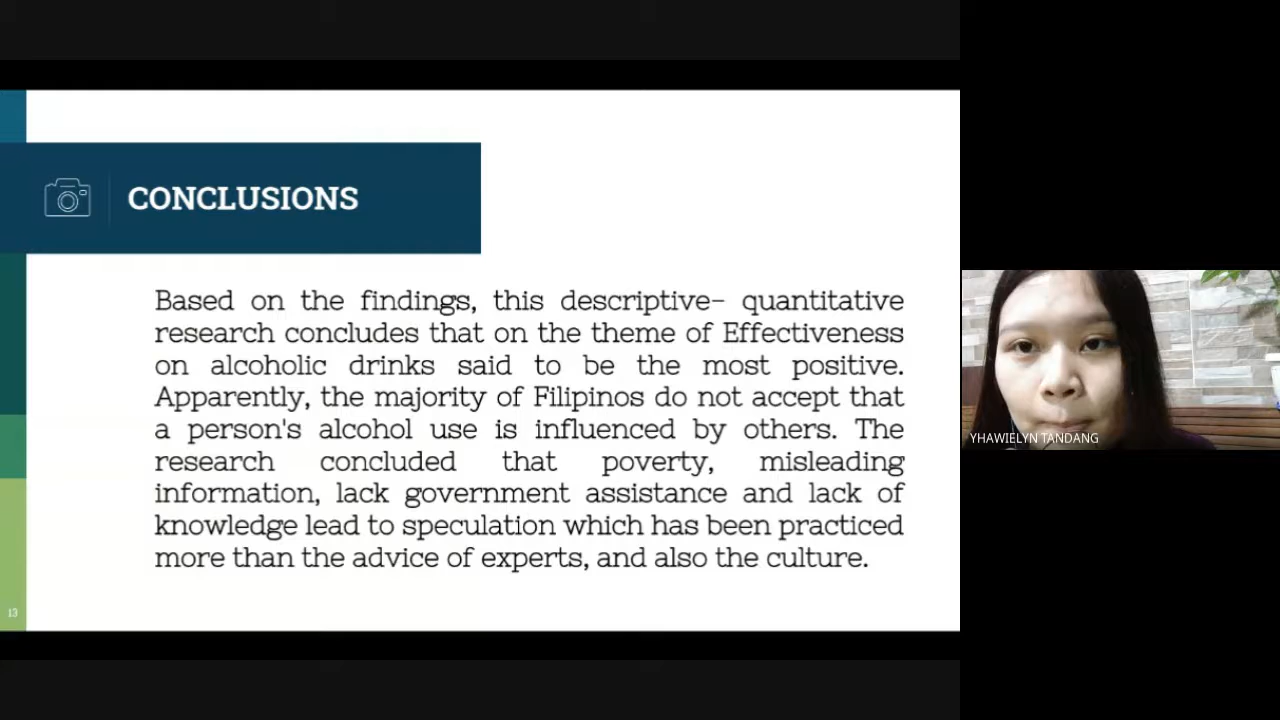 CONCLUSIONS
Based on the findings, this descriptive- quantitative
research concludes that on the theme of Effectiveness
on alcoholic drinks said to be the most positive.
Apparently, the majority of Filipinos do not accept that
a person's alcohol use is influenced by others. The
research concluded that poverty, misleading
information, lack government assistance and lack of
knowledge lead to speculation which has been practiced
more than the advice of experts, and also the culture.
13
YHAWIELYN TANDANG